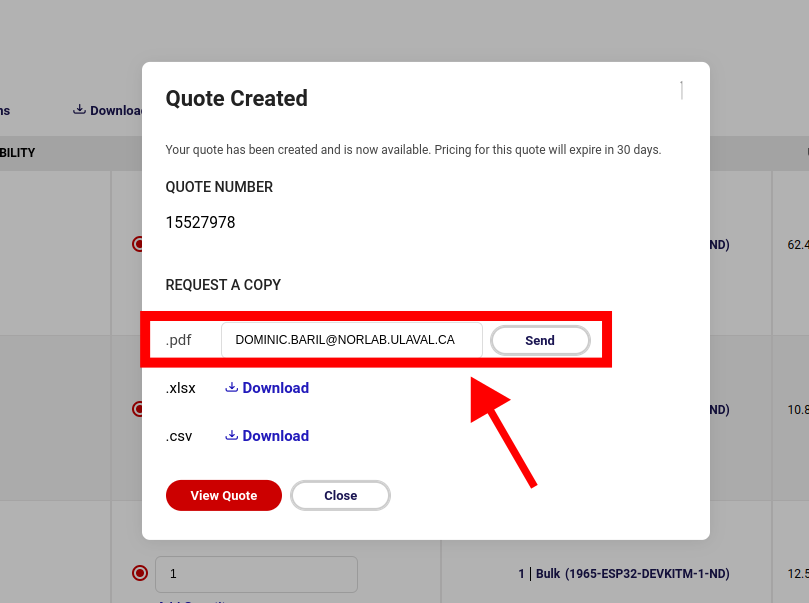 ns
Download
BILITY
Quote Created
Your quote has been created and is now available. Pricing for this quote will expire in 30 days.
QUOTE NUMBER
15527978
ND)
62.4
REQUEST A COPY
.pdf DOMINIC.BARIL@NORLAB.ULAVAL.CA Send
.xlsx Download
ND)
10.8
.csv Download
View Quote Close
1
1 | Bulk (1965-ESP32-DEVKITM-1-ND)
12.5